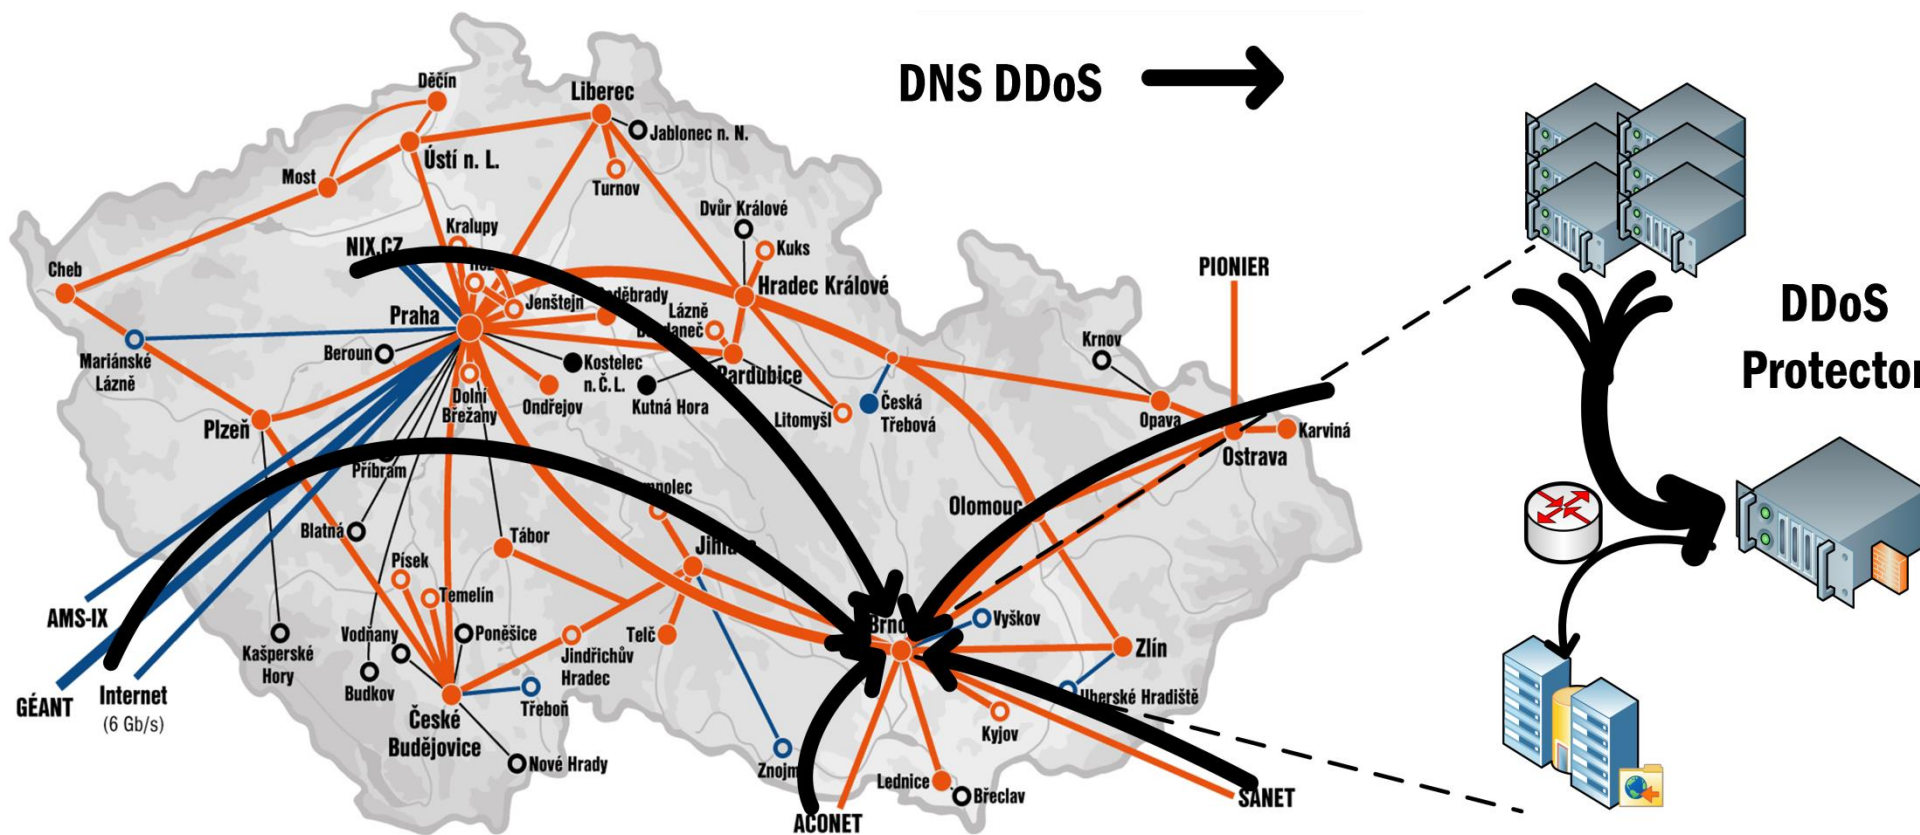 DNS DDoS
Děčín
Liberec
Jablonec n. N.
Ústí n. L.
Most
Turnov
Dvůr Králové
Kralupy
Kuks
NIX.CZ
Cheb
PIONIER
Hradec Králové
Jenštejn
DDoS
Protector
Praha
Lázně
Krnov
Beroun
Mariánské
Lázně
Kostelec
n. Č. L.
Pardubice
Dolní
Břežany
Ondřejov
Kutná Hora
Litomyšl
Česká
Třebová
Opava
Karviná
Plzeň
Ostrava
Příbram
Olomouc
Blatná
Tábor
Písek
Temelín
AMS-IX
Vyškov
Brno
Vodňany
Poněšice
Telč
Zlín
Kašperské
Hory
Jindřichův
Hradec
Budkov
GÉANT
Internet
(6 Gb/s)
Třeboň
Uherské Hradiště
České
Budějovice
Kyjov
Nové Hrady
Lednice
Břeclav
SANET
ACONET